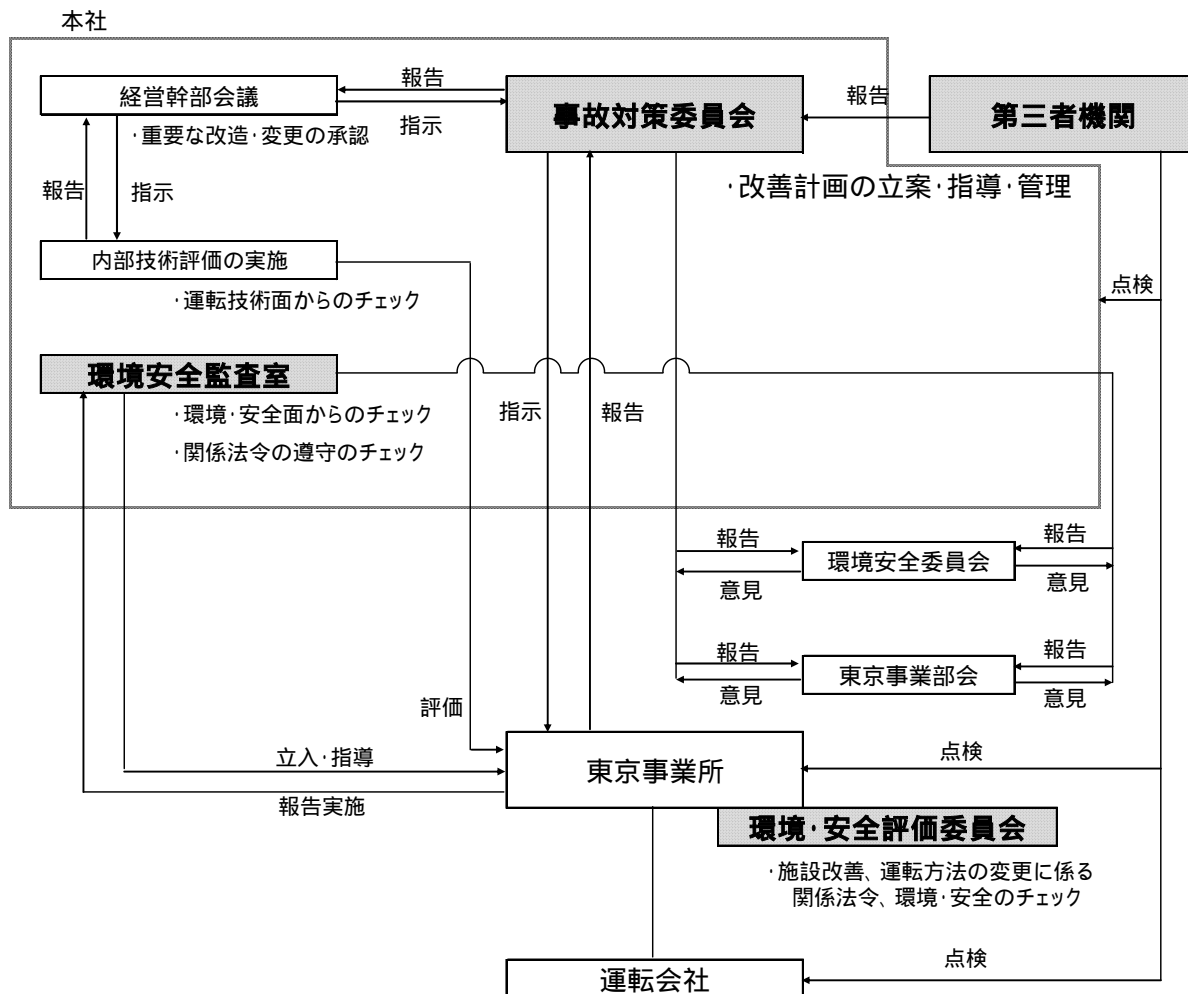 本社
経営幹部会議
・重要な改造・変更の承認
報告
指示
事故対策委員会
報告
第三者機関
・改善計画の立案・指導・管理
報告
指示
内部技術評価の実施
・運転技術面からのチェック
点検
環境安全監査室
・環境・安全面からのチェック
・関係法令の遵守のチェック
指示
報告
報告
環境安全委員会
報告
意見
意見
報告
東京事業部会
報告
意見
意見
評価
立入・指導
報告実施
東京事業所
点検
環境・安全評価委員会
・施設改善、運転方法の変更に係る
関係法令、環境・安全のチェック
運転会社
点検